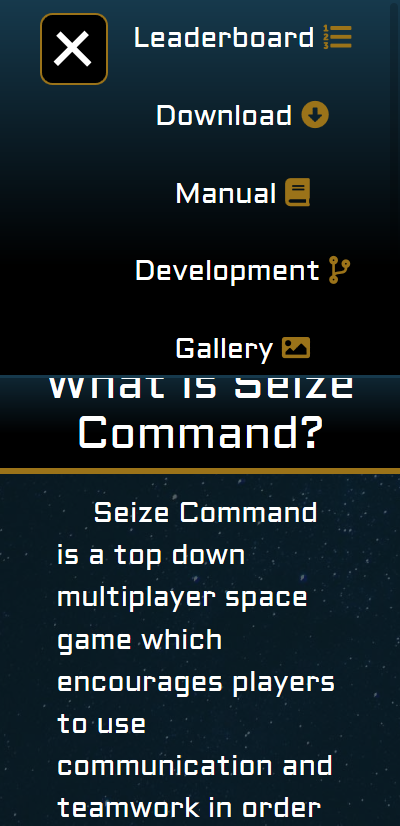 Leaderboard
Download
Manual
Development
Gallery
What is Seize
Command?
Seize Command
is a top down
multiplayer space
game which
encourages players
to use
communication and
teamwork in order